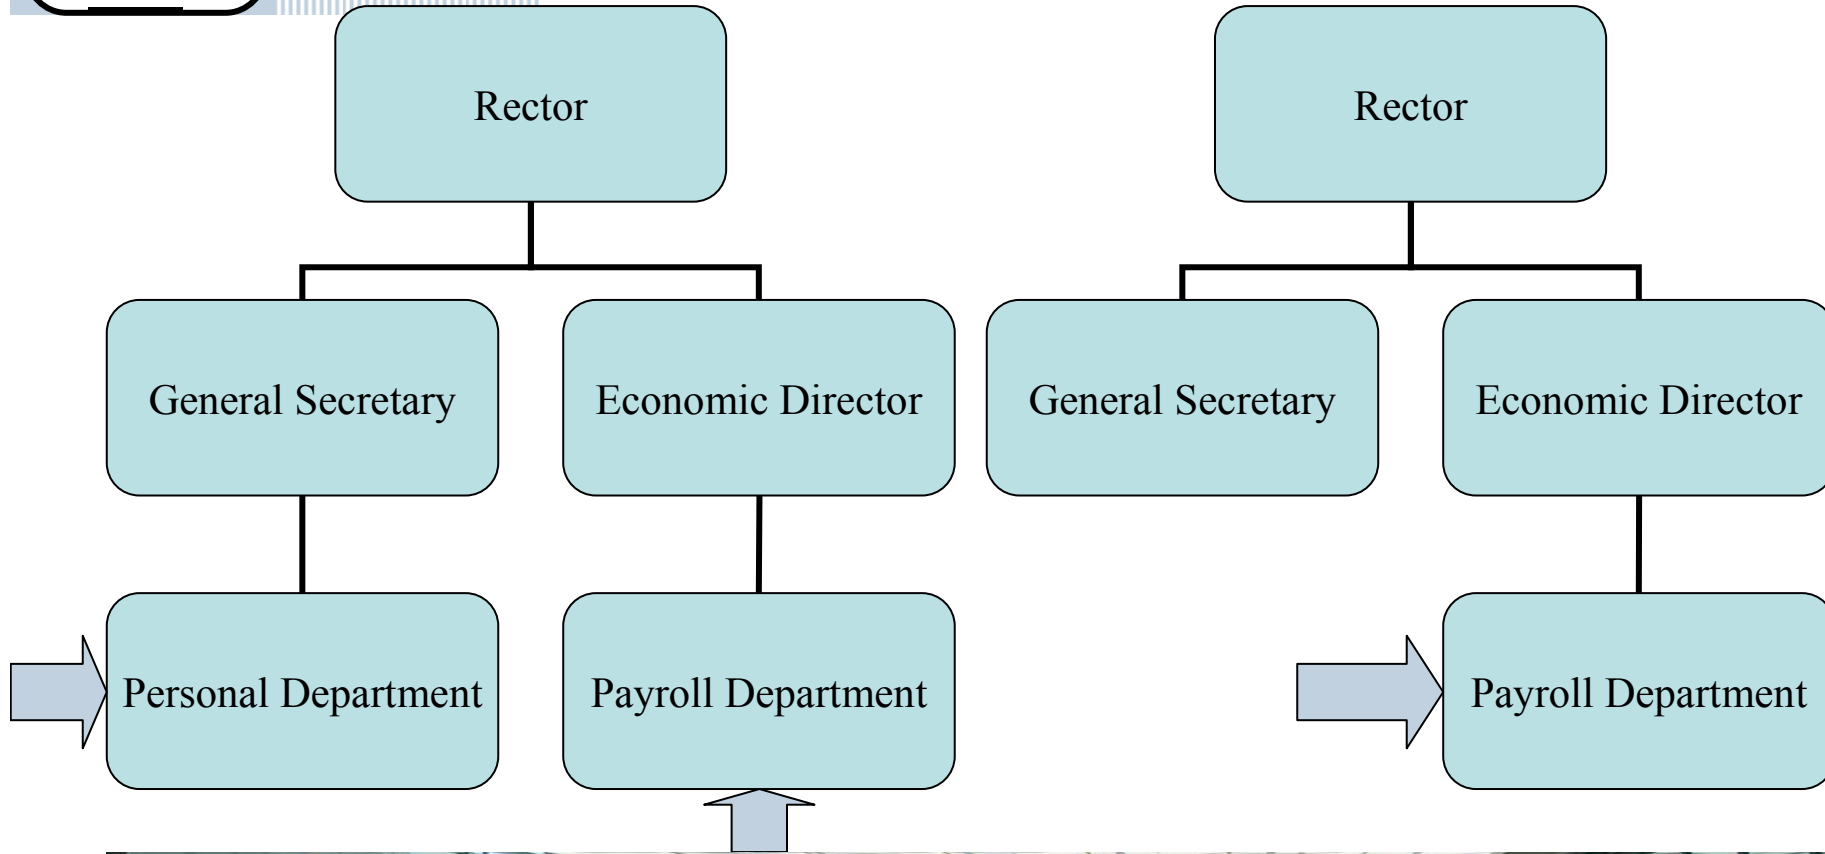 Rector
Rector
General Secretary
Economic Director
General Secretary
Economic Director
Personal Department
Payroll Department
Payroll Department